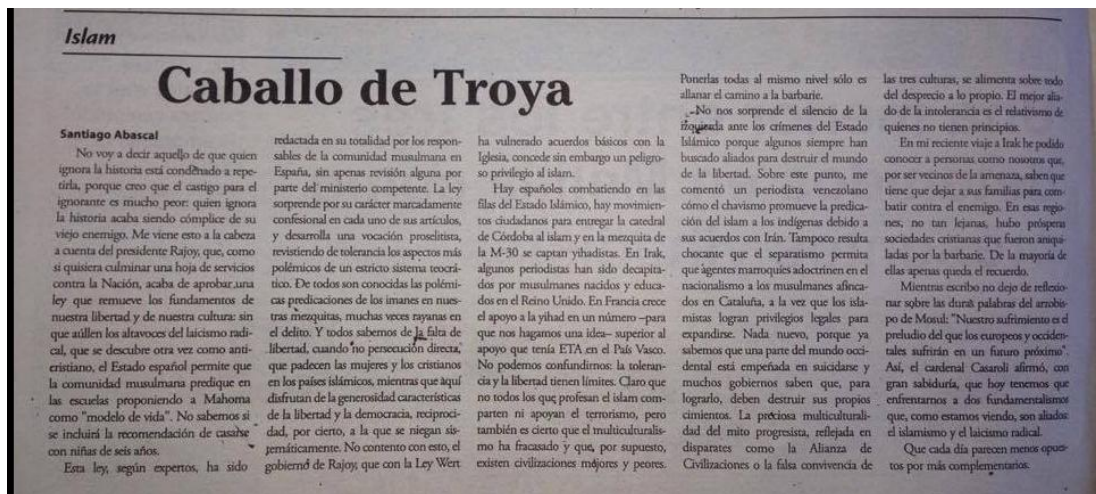 Islam
Caballo de Troya
Santiago Abascal
No voy a decir aquello de que quien
ignora la historia está condenado a repe-
tirla, porque creo que el castigo para el
ignorante es mucho peor: quien ignora
la historia acaba siendo cómplice de su
viejo enemigo. Me viene esto a la cabeza
a cuenta del presidente Rajoy, que, como
si quisiera culminar una hoja de servicios
contra la Nación, acaba de aprobar una
ley que remueve los fundamentos de
nuestra libertad y de nuestra cultura: sin
que aúllen los altavoces del laicismo radi-
cal, que se descubre otra vez como anti-
cristiano, el Estado español permite que
la comunidad musulmana predique en
las escuelas proponiendo a Mahoma
como "modelo de vida". No sabemos si
se incluirá la recomendación de casarse
con niñas de seis años.
Esta ley, según expertos, ha sido
redactada en su totalidad por los respon-
sables de la comunidad musulmana en
España, sin apenas revisión alguna por
parte del ministerio competente. La ley
sorprende por su carácter marcadamente
confesional en cada uno de sus artículos,
y desarrolla una vocación proselitista,
revistiendo de tolerancia los aspectos más
polémicos de un estricto sistema teocrá-
tico. De todos son conocidas las polémi-
cas predicaciones de los imanes en nues-
tras mezquitas, muchas veces rayanas en
el delito. Y todos sabemos de la falta de
libertad, cuando no persecución directa,
que padecen las mujeres y los cristianos
en los países islámicos, mientras que aquí
disfrutan de la generosidad características
de la libertad y la democracia, reciproci-
dad, por cierto, a la que se niegan sis-
temáticamente. No contento con esto, el
gobierno de Rajoy, que con la Ley Wert
ha vulnerado acuerdos básicos con la
Iglesia, concede sin embargo un peligro-
so privilegio al islam.
Hay españoles combatiendo en las
filas del Estado Islámico, hay movimien-
tos ciudadanos para entregar la catedral
de Córdoba al islam y en la mezquita de
la M-30 se captan yihadistas. En Irak,
algunos periodistas han sido decapita-
dos por musulmanes nacidos y educa-
dos en el Reino Unido. En Francia crece
el apoyo a la yihad en un número –para
que nos hagamos una idea– superior al
apoyo que tenía ETA en el País Vasco.
No podemos confundirnos: la toleran-
cia y la libertad tienen límites. Claro que
no todos los que profesan el islam com-
parten ni apoyan el terrorismo, pero
también es cierto que el multiculturalis-
mo ha fracasado y que, por supuesto,
existen civilizaciones mejores y peores.
Ponerlas todas al mismo nivel sólo es
allanar el camino a la barbarie.
No nos sorprende el silencio de la
izquierda ante los crímenes del Estado
Islámico porque algunos siempre han
buscado aliados para destruir el mundo
de la libertad. Sobre este punto, me
comentó un periodista venezolano
cómo el chavismo promueve la predica-
ción del islam a los indígenas debido a
sus acuerdos con Irán. Tampoco resulta
chocante que el separatismo permita
que agentes marroquíes adoctrinen en el
nacionalismo a los musulmanes afinca-
dos en Cataluña, a la vez que los isla-
mistas logran privilegios legales para
expandirse. Nada nuevo, porque ya
sabemos que una parte del mundo occi-
dental está empeñada en suicidarse y
muchos gobiernos saben que, para
lograrlo, deben destruir sus propios
cimientos. La preciosa multiculturali-
dad del mito progresista, reflejada en
disparates como la Alianza de
Civilizaciones o la falsa convivencia de
las tres culturas, se alimenta sobre todo
del desprecio a lo propio. El mejor alia-
do de la intolerancia es el relativismo de
quienes no tienen principios.
En mi reciente viaje a Irak he podido
conocer a personas como nosotros que,
por ser vecinos de la amenaza, saben que
tiene que dejar a sus familias para com-
batir contra el enemigo. En esas regio-
nes, no tan lejanas, hubo prósperas
sociedades cristianas que fueron aniqui-
ladas por la barbarie. De la mayoría de
ellas apenas queda el recuerdo.
Mientras escribo no dejo de reflexio-
nar sobre las duras palabras del arzobis-
po de Mosul: "Nuestro sufrimiento es el
preludio del que los europeos y occiden-
tales sufrirán en un futuro próximo".
Así, el cardenal Casaroli afirmó, con
gran sabiduría, que hoy tenemos que
enfrentarnos a dos fundamentalismos
que, como estamos viendo, son aliados:
el islamismo y el laicismo radical.
Que cada día parecen menos opues-
tos por más complementarios.